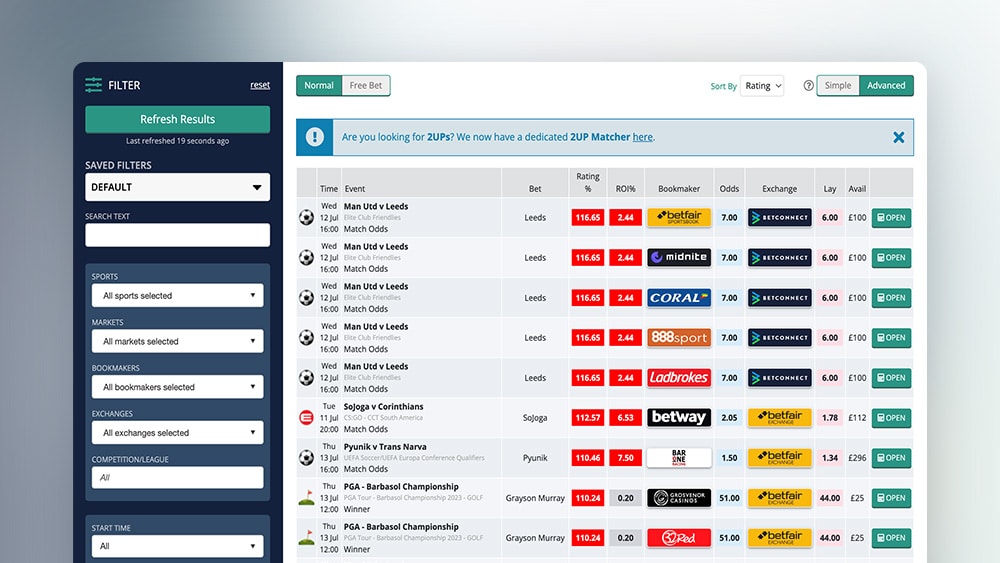 FILTER
reset
Refresh Results
Last refreshed 19 seconds ago
SAVED FILTERS
DEFAULT
SEARCH TEXT
SPORTS
All sports selected
MARKETS
All markets selected
BOOKMAKERS
All bookmakers selected
EXCHANGES
All exchanges selected
COMPETITION/LEAGUE
All
START TIME
All
Normal Free Bet
Sort By Rating
? Simple Advanced
! Are you looking for 2UPs? We now have a dedicated 2UP Matcher here.
Time Event Bet Rating % ROI% Bookmaker Odds Exchange Lay Avail
Wed Man Utd v Leeds
12 Jul Elite Club Friendlies Leeds 116.65 2.44 betfair SPORTSBOOK 7.00 BETCONNECT 6.00 £100 OPEN
16:00 Match Odds
Wed Man Utd v Leeds
12 Jul Elite Club Friendlies Leeds 116.65 2.44 midnite 7.00 BETCONNECT 6.00 £100 OPEN
16:00 Match Odds
Wed Man Utd v Leeds
12 Jul Elite Club Friendlies Leeds 116.65 2.44 CORAL 7.00 BETCONNECT 6.00 £100 OPEN
16:00 Match Odds
Wed Man Utd v Leeds
12 Jul Elite Club Friendlies Leeds 116.65 2.44 888sport 7.00 BETCONNECT 6.00 £100 OPEN
16:00 Match Odds
Wed Man Utd v Leeds
12 Jul Elite Club Friendlies Leeds 116.65 2.44 Ladbrokes 7.00 BETCONNECT 6.00 £100 OPEN
16:00 Match Odds
Tue SoJoga v Corinthians
11 Jul CS:GO - CCT South America SoJoga 112.57 6.53 betway 2.05 betfair EXCHANGE 1.78 £112 OPEN
20:00 Match Odds
Thu Pyunik v Trans Narva
13 Jul UEFA Soccer/UEFA Europa Conference Qualifiers Pyunik 110.46 7.50 BAR ONE RACING 1.50 betfair EXCHANGE 1.34 £296 OPEN
16:00 Match Odds
Thu PGA - Barbasol Championship
13 Jul PGA Tour - Barbasol Championship 2023 - GOLF Grayson Murray 110.24 0.20 GROSVENOR CASINOS 51.00 betfair EXCHANGE 44.00 £25 OPEN
12:00 Winner
Thu PGA - Barbasol Championship
13 Jul PGA Tour - Barbasol Championship 2023 - GOLF Grayson Murray 110.24 0.20 32Red 51.00 betfair EXCHANGE 44.00 £25 OPEN
12:00 Winner